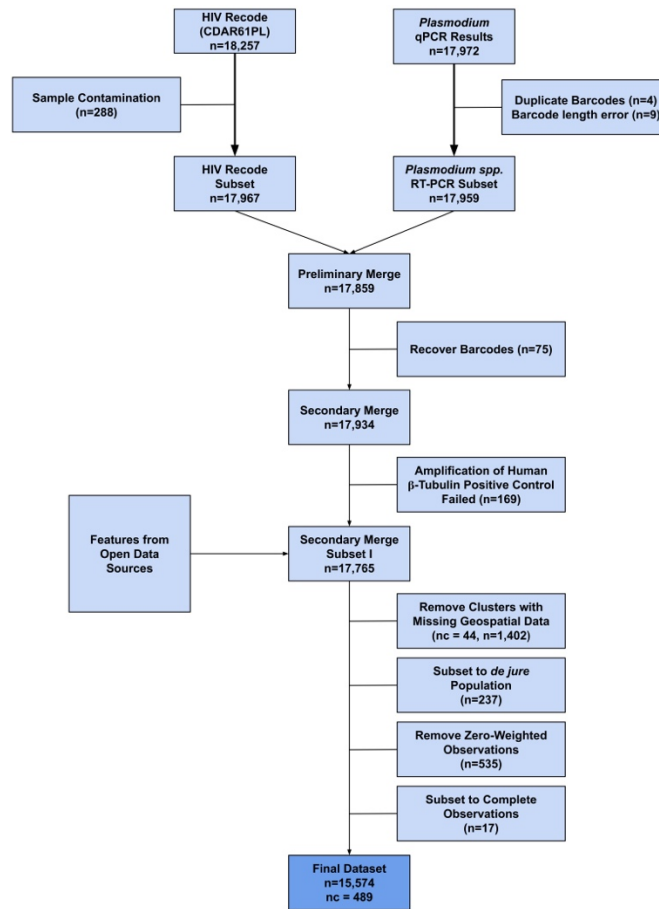 HIV Recode
(CDAR61PL)
n=18,257
Plasmodium
qPCR Results
n=17,972
Sample Contamination
(n=288)
Duplicate Barcodes (n=4)
Barcode length error (n=9)
HIV Recode
Subset
n=17,967
Plasmodium spp.
RT-PCR Subset
n=17,959
Preliminary Merge
n=17,859
Recover Barcodes (n=75)
Secondary Merge
n=17,934
Amplification of Human
β-Tubulin Positive Control
Failed (n=169)
Features from
Open Data
Sources
Secondary Merge
Subset I
n=17,765
Remove Clusters with
Missing Geospatial Data
(nc = 44, n=1,402)
Subset to de jure
Population
(n=237)
Remove Zero-Weighted
Observations
(n=535)
Subset to Complete
Observations
(n=17)
Final Dataset
n=15,574
nc = 489